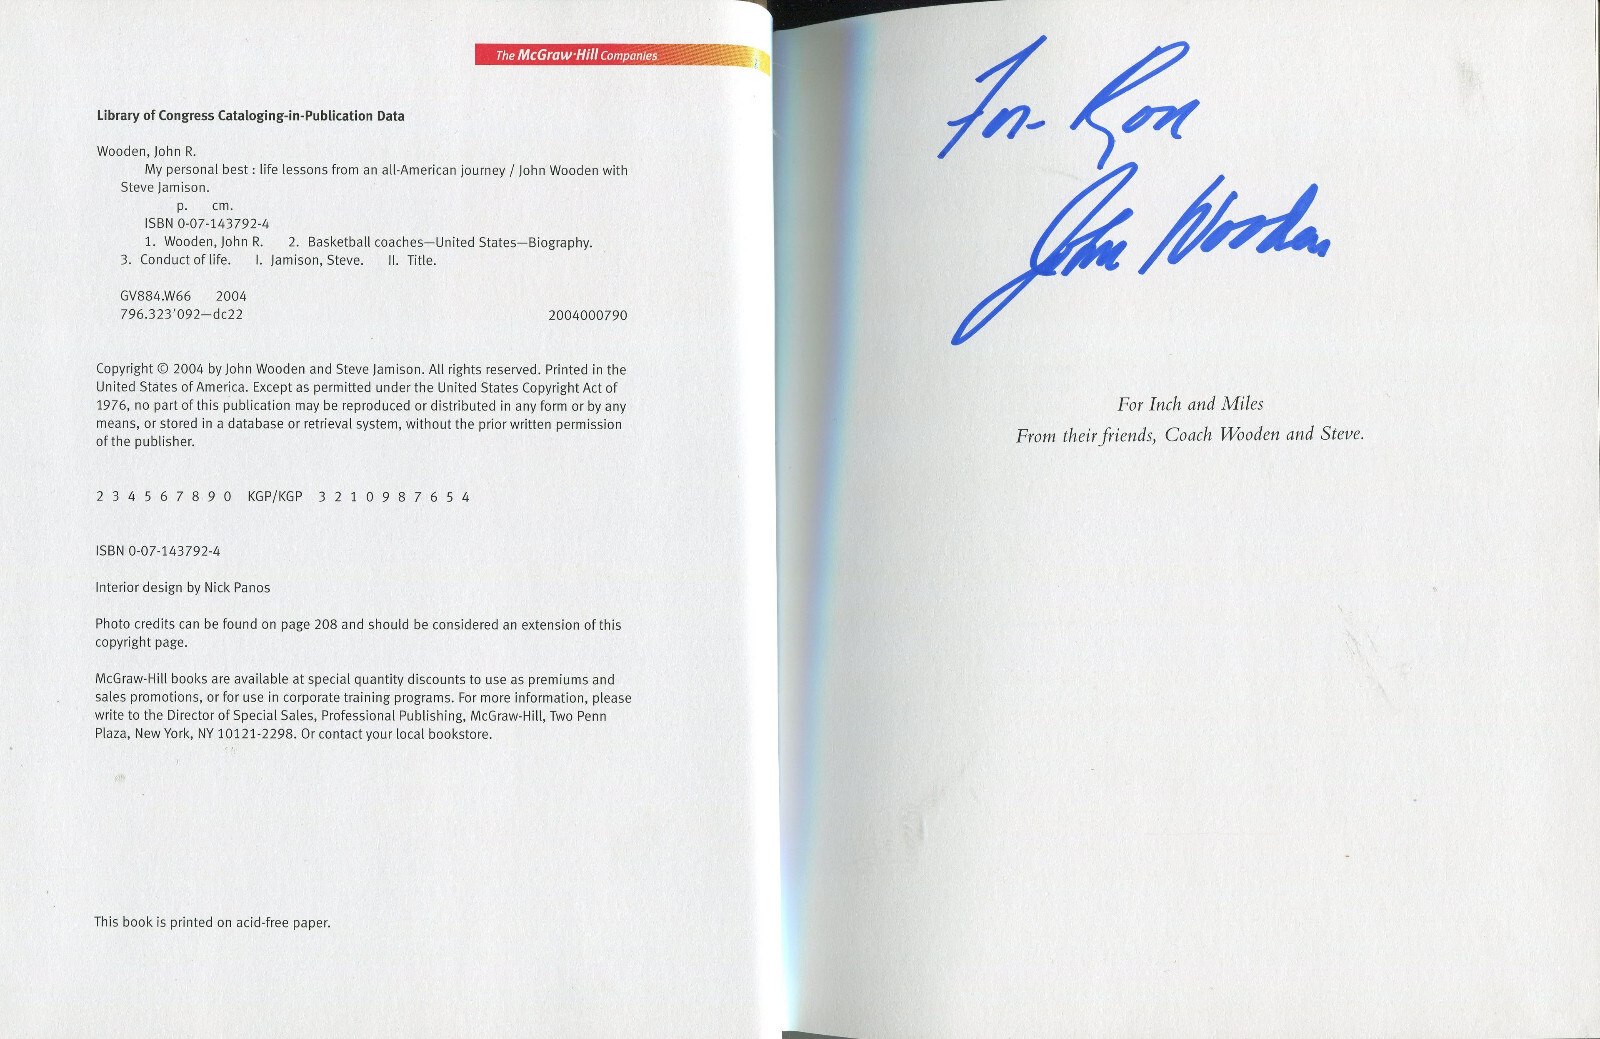 The McGraw·Hill Companies
Library of Congress Cataloging-in-Publication Data
Wooden, John R.
My personal best : life lessons from an all-American journey / John Wooden with
Steve Jamison.
p. cm.
ISBN 0-07-143792-4
1. Wooden, John R. 2. Basketball coaches—United States—Biography.
3. Conduct of life. I. Jamison, Steve. II. Title.
GV884.W66 2004
796.323'092—dc22 2004000790
Copyright © 2004 by John Wooden and Steve Jamison. All rights reserved. Printed in the
United States of America. Except as permitted under the United States Copyright Act of
1976, no part of this publication may be reproduced or distributed in any form or by any
means, or stored in a database or retrieval system, without the prior written permission
of the publisher.
2 3 4 5 6 7 8 9 0 KGP/KGP 3 2 1 0 9 8 7 6 5 4
ISBN 0-07-143792-4
Interior design by Nick Panos
Photo credits can be found on page 208 and should be considered an extension of this
copyright page.
McGraw-Hill books are available at special quantity discounts to use as premiums and
sales promotions, or for use in corporate training programs. For more information, please
write to the Director of Special Sales, Professional Publishing, McGraw-Hill, Two Penn
Plaza, New York, NY 10121-2298. Or contact your local bookstore.
This book is printed on acid-free paper.
For Ron
John Wooden
For Inch and Miles
From their friends, Coach Wooden and Steve.